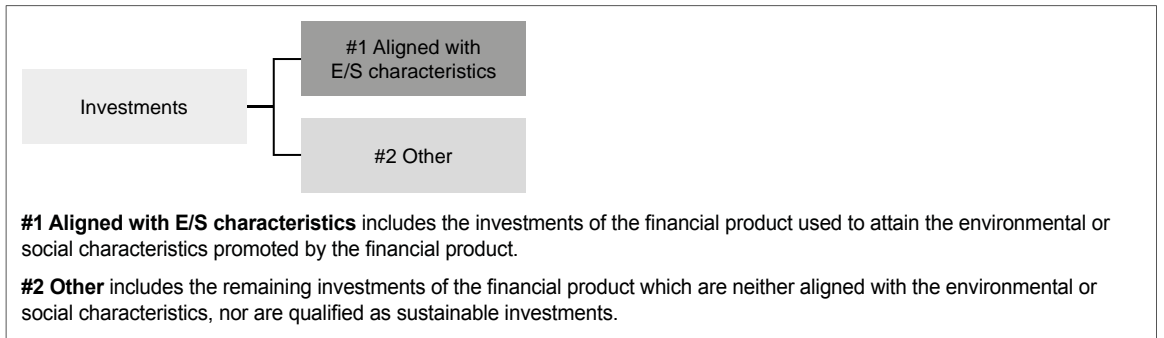 #1 Aligned with
E/S characteristics
Investments
#2 Other
#1 Aligned with E/S characteristics includes the investments of the financial product used to attain the environmental or
social characteristics promoted by the financial product.
#2 Other includes the remaining investments of the financial product which are neither aligned with the environmental or
social characteristics, nor are qualified as sustainable investments.